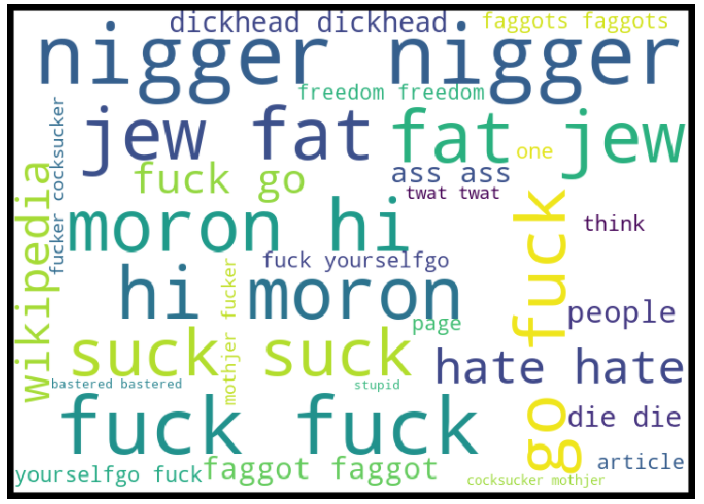 dickhead dickhead
faggots faggots
nigger nigger
freedom freedom
jew fat
fat jew
one
fucker cocksucker
wikipedia
fuck go
ass ass
twat twat
moron hi
go fuck
think
fuck yourselfgo
hi moron
mothjer fucker
people
page
suck suck
hate hate
bastered bastered
stupid
fuck fuck
die die
faggot faggot
article
yourselfgo fuck
cocksucker mothjer